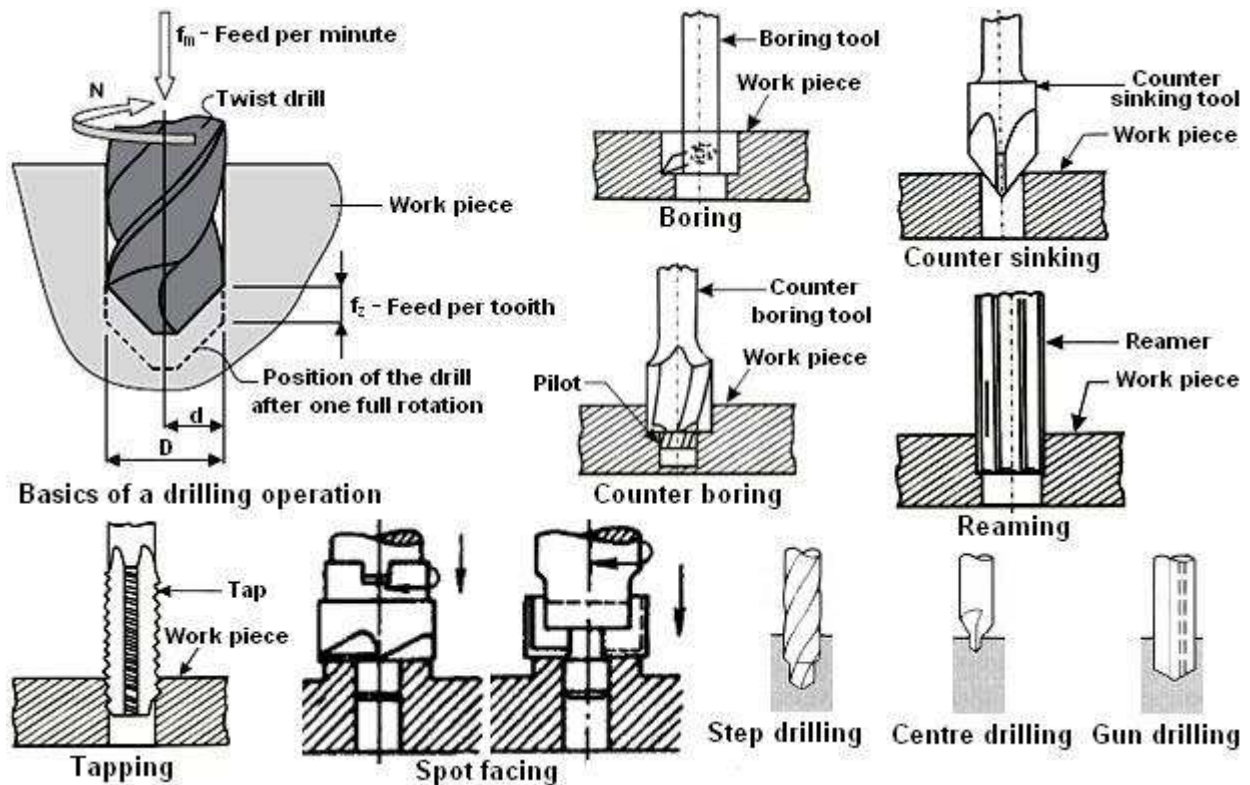 fm - Feed per minute
N
Twist drill
Work piece
fz - Feed per tooith
Position of the drill
after one full rotation
d
D
Basics of a drilling operation
Boring tool
Work piece
Boring
Counter
sinking tool
Work piece
Counter sinking
Counter
boring tool
Work piece
Pilot
Counter boring
Reamer
Work piece
Reaming
Tap
Work piece
Tapping
Spot facing
Step drilling
Centre drilling
Gun drilling